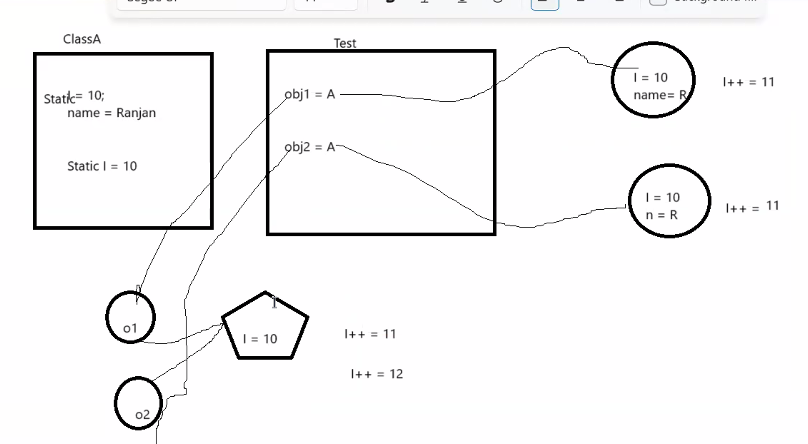 ClassA
Static
I = 10;
name = Ranjan
Static I = 10
Test
obj1 = A
obj2 = A
I = 10
name= R
I++ = 11
I = 10
n = R
I++ = 11
o1
I = 10
I++ = 11
I++ = 12
o2